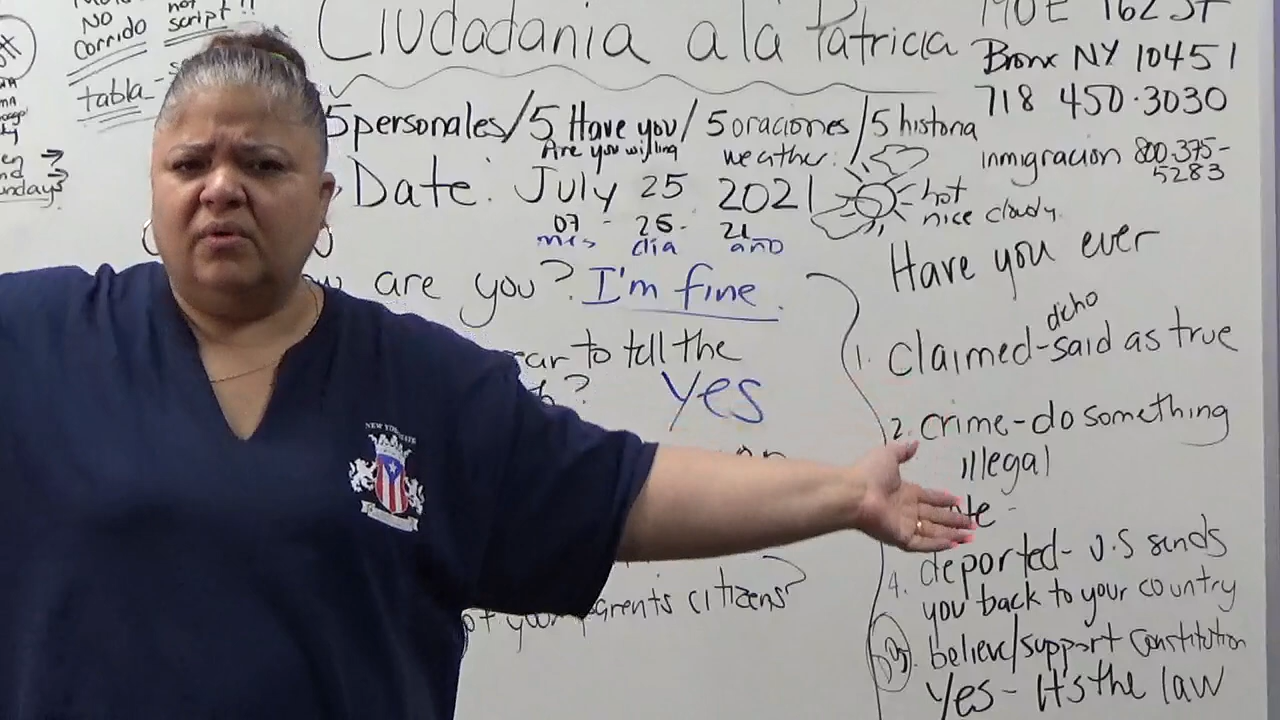 NO
not
Corrido
script!!
tabla
Ciudadania a la Patricia
190 E 162 ST
Bronx NY 10451
718 450-3030
inmigracion 800-375-
5283
5 personales/5 Have you/5 oraciones/5 historia
Are you willing
weather:
Date: July 25 2021
hot
nice cloudy
07 - 25- 21
mes dia año
are you? I'm fine.
to tell the
yes
of your parents citizens?
Have you ever
dicho
1. Claimed-said as true
2. crime-do something
illegal
4. deported- U.S sends
you back to your country
believe/support constitution
Yes- It's the law
NEW YORK STATE